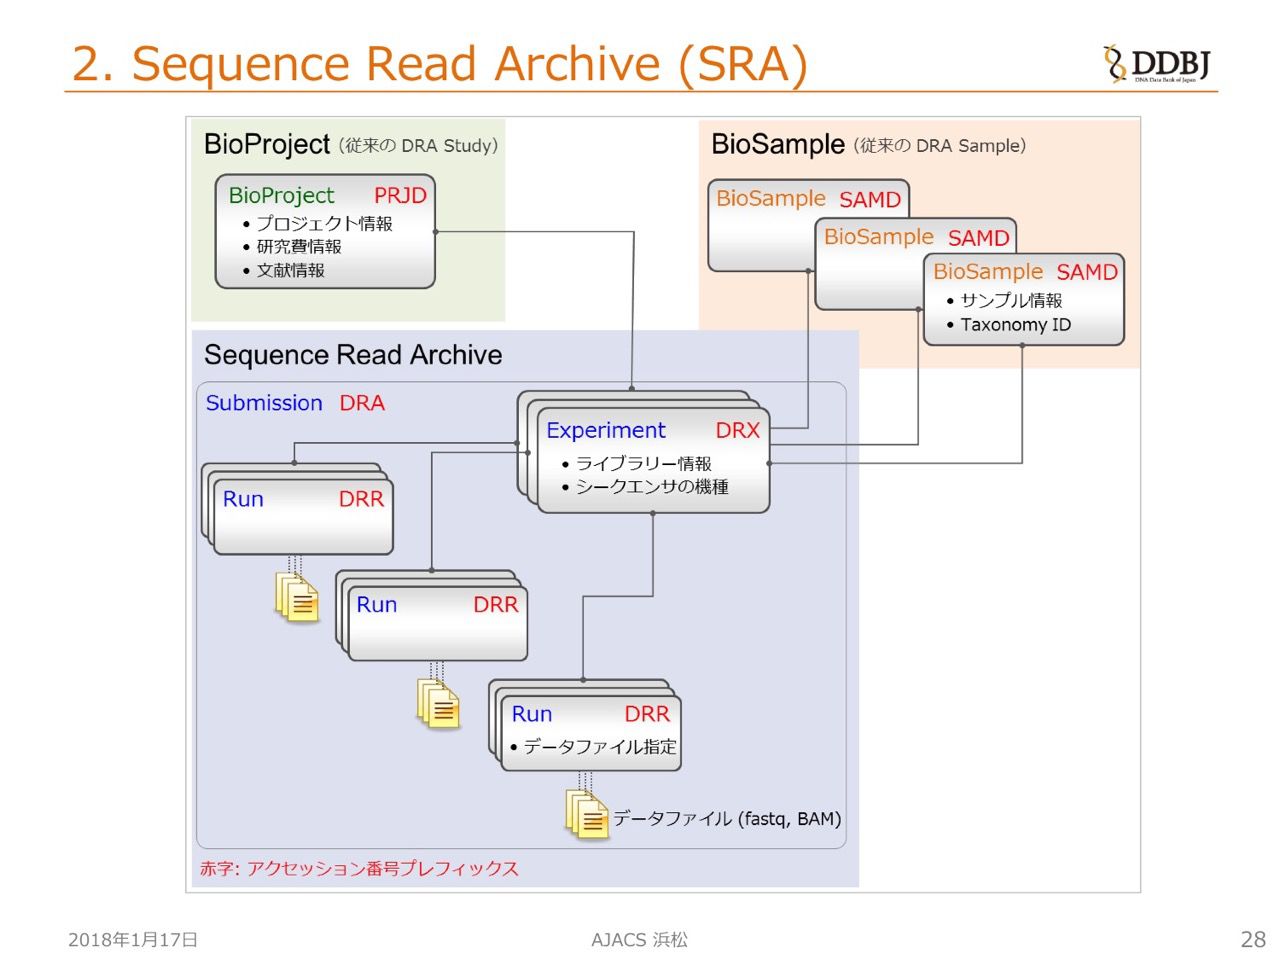 2. Sequence Read Archive (SRA)
DDBJ
DNA Data Bank of Japan
BioProject (従来の DRA Study)
BioProject PRJD
• プロジェクト情報
• 研究費情報
• 文献情報
BioSample (従来の DRA Sample)
BioSample SAMD
BioSample SAMD
BioSample SAMD
• サンプル情報
• Taxonomy ID
Sequence Read Archive
Submission DRA
Experiment DRX
• ライブラリー情報
• シークエンサの機種
Run DRR
Run DRR
Run DRR
• データファイル指定
データファイル (fastq, BAM)
赤字: アクセッション番号プレフィックス
2018年1月17日
AJACS 浜松
28